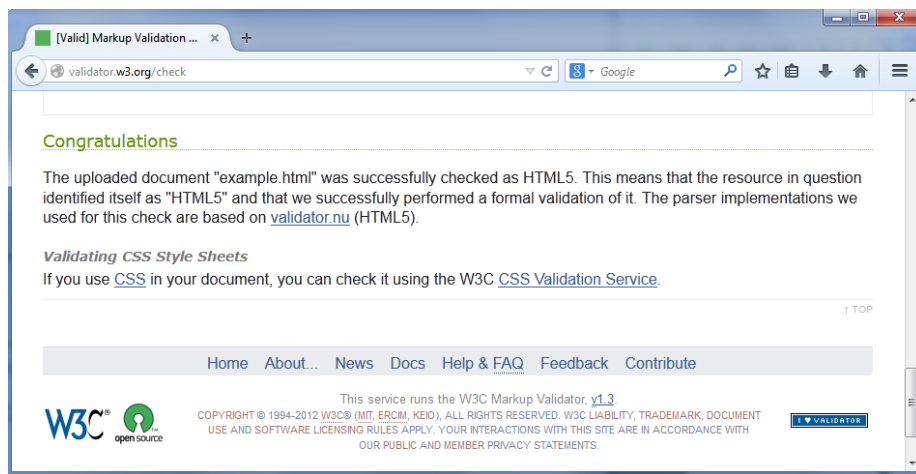 [Valid] Markup Validation ...
validator.w3.org/check
Google
Congratulations
The uploaded document "example.html" was successfully checked as HTML5. This means that the resource in question
identified itself as "HTML5" and that we successfully performed a formal validation of it. The parser implementations we
used for this check are based on validator.nu (HTML5).
Validating CSS Style Sheets
If you use CSS in your document, you can check it using the W3C CSS Validation Service.
↑ TOP
Home About... News Docs Help & FAQ Feedback Contribute
This service runs the W3C Markup Validator, v1.3.
COPYRIGHT © 1994-2012 W3C® (MIT, ERCIM, KEIO), ALL RIGHTS RESERVED. W3C LIABILITY, TRADEMARK, DOCUMENT
USE AND SOFTWARE LICENSING RULES APPLY. YOUR INTERACTIONS WITH THIS SITE ARE IN ACCORDANCE WITH
OUR PUBLIC AND MEMBER PRIVACY STATEMENTS.
W3C®
open source
I ♥ VALIDATOR